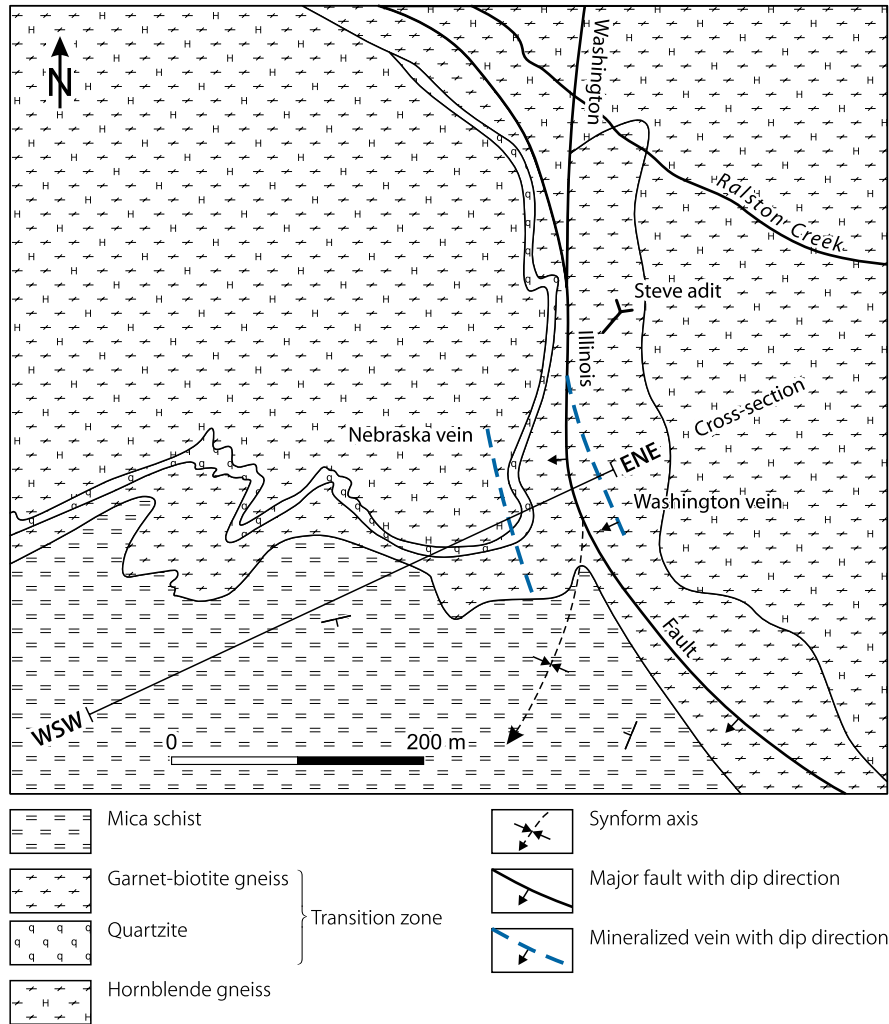 N
Washington
Ralston Creek
Steve adit
Illinois
Cross-section
Nebraska vein
ENE
Washington vein
Fault
WSW
0 200 m
Mica schist
Garnet-biotite gneiss
Quartzite
Transition zone
Hornblende gneiss
Synform axis
Major fault with dip direction
Mineralized vein with dip direction